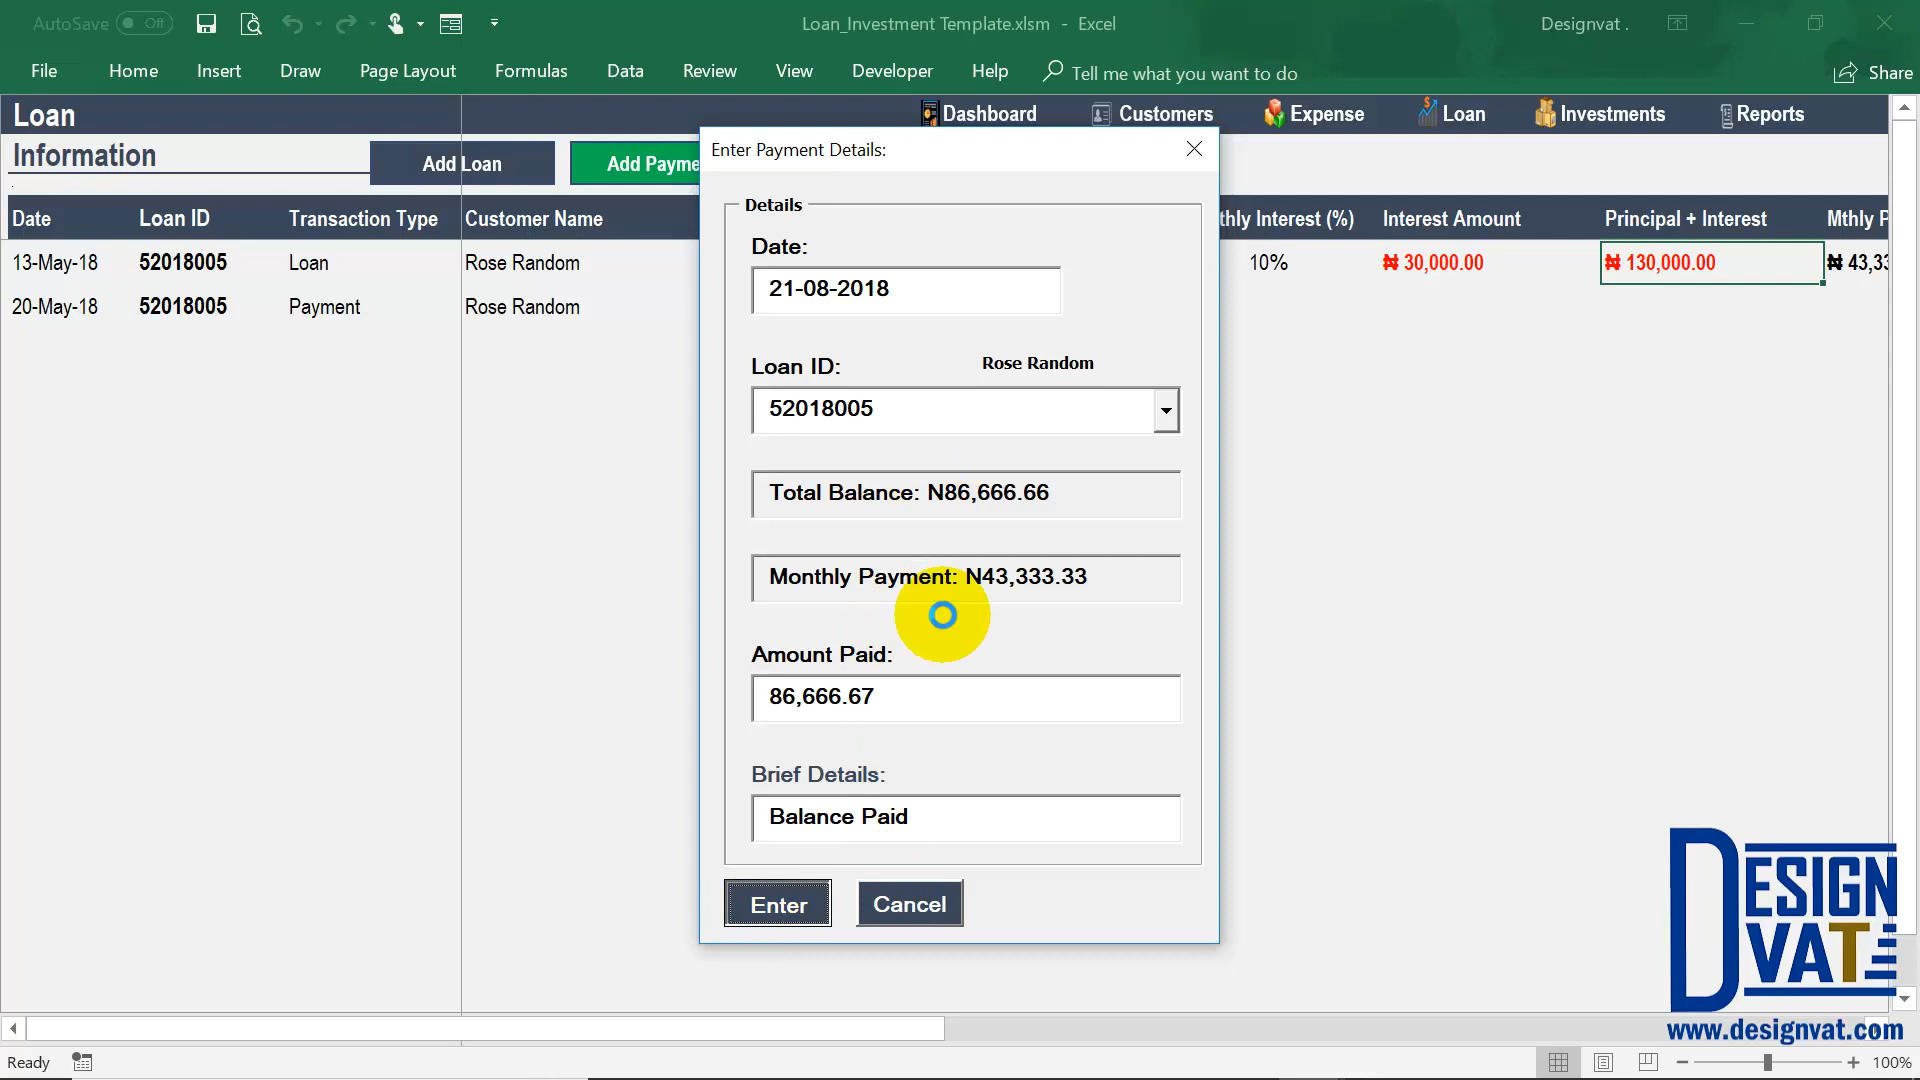 AutoSave Off
Loan_Investment Template.xlsm - Excel
Designvat .
File Home Insert Draw Page Layout Formulas Data Review View Developer Help Tell me what you want to do Share
Loan
Dashboard Customers Expense Loan Investments Reports
Information
Add Loan
Add Payme
Date Loan ID Transaction Type Customer Name thly Interest (%) Interest Amount Principal + Interest Mthly P
13-May-18 52018005 Loan Rose Random 10% ₦ 30,000.00 ₦ 130,000.00 ₦ 43,33
20-May-18 52018005 Payment Rose Random
Enter Payment Details:
Details
Date:
21-08-2018
Loan ID: Rose Random
52018005
Total Balance: N86,666.66
Monthly Payment: N43,333.33
Amount Paid:
86,666.67
Brief Details:
Balance Paid
Enter Cancel
DESIGN
VAT
www.designvat.com
Ready
100%